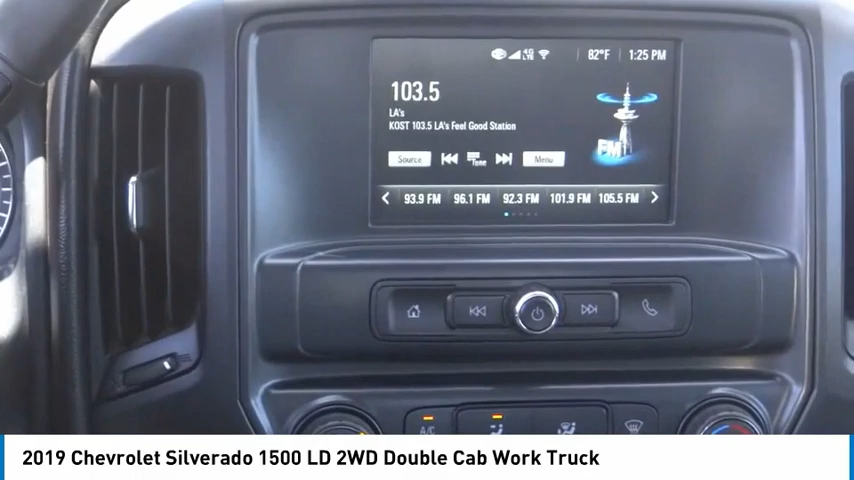 4G LTE 82°F 1:25 PM
103.5
LA's
KOST 103.5 LA's Feel Good Station
FM
Source Tone Menu
93.9 FM 96.1 FM 92.3 FM 101.9 FM 105.5 FM
A/C
2019 Chevrolet Silverado 1500 LD 2WD Double Cab Work Truck